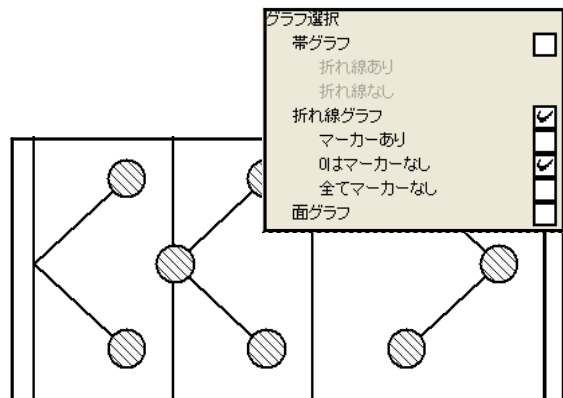 グラフ選択
帯グラフ
折れ線あり
折れ線なし
折れ線グラフ
マーカーあり
0はマーカーなし
全てマーカーなし
面グラフ